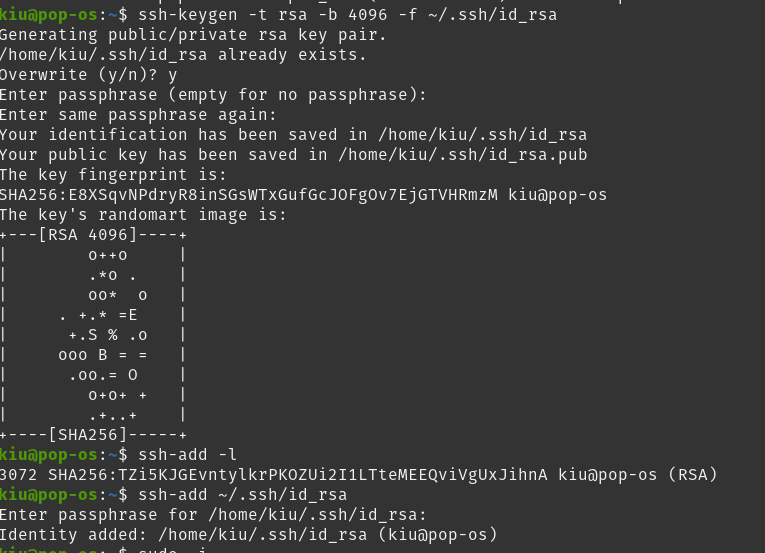 kiu@pop-os:~$ ssh-keygen -t rsa -b 4096 -f ~/.ssh/id_rsa
Generating public/private rsa key pair.
/home/kiu/.ssh/id_rsa already exists.
Overwrite (y/n)? y
Enter passphrase (empty for no passphrase):
Enter same passphrase again:
Your identification has been saved in /home/kiu/.ssh/id_rsa
Your public key has been saved in /home/kiu/.ssh/id_rsa.pub
The key fingerprint is:
SHA256:E8XSqvNPdryR8inSGsWTxGufGcJOFgOv7EjGTVHRmzM kiu@pop-os
The key's randomart image is:
+---[RSA 4096]----+
|        o++o     |
|        .*o .    |
|        oo*  o   |
|     . +.* =E    |
|      +.S % .o   |
|     ooo B = =   |
|      .oo.= O    |
|        o+o+ +   |
|        .+..+    |
+----[SHA256]-----+
kiu@pop-os:~$ ssh-add -l
3072 SHA256:TZi5KJGEvntylkrPKOZUi2I1LTteMEEQviVgUxJihnA kiu@pop-os (RSA)
kiu@pop-os:~$ ssh-add ~/.ssh/id_rsa
Enter passphrase for /home/kiu/.ssh/id_rsa:
Identity added: /home/kiu/.ssh/id_rsa (kiu@pop-os)